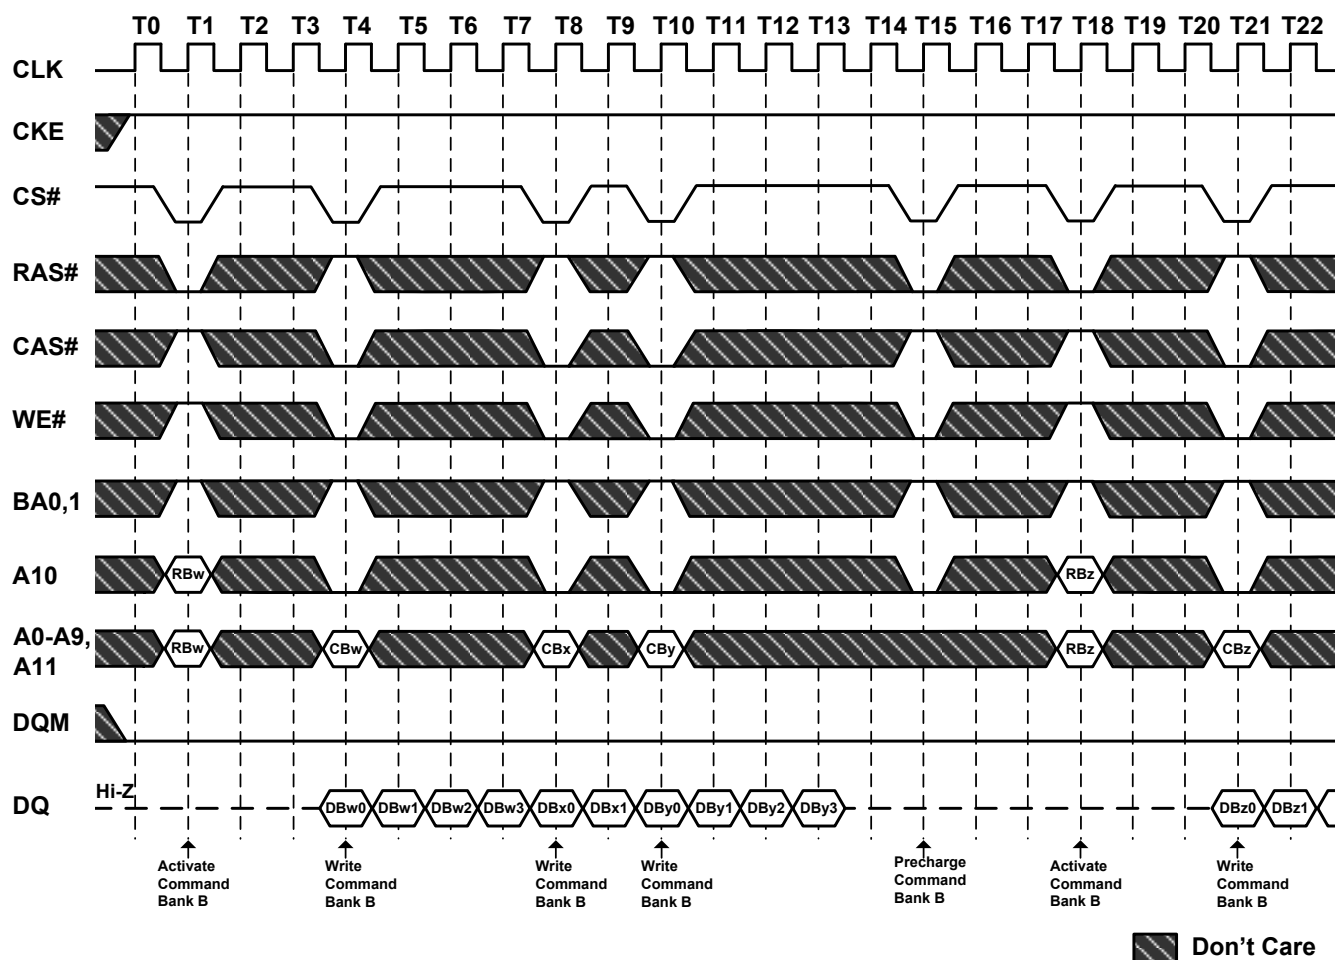 T0 T1 T2 T3 T4 T5 T6 T7 T8 T9 T10 T11 T12 T13 T14 T15 T16 T17 T18 T19 T20 T21 T22
CLK
CKE
CS#
RAS#
CAS#
WE#
BA0,1
A10 RBw RBz
A0-A9,
A11
RBw CBw CBx CBy RBz CBz
DQM
Hi-Z
DQ DBw0 DBw1 DBw2 DBw3 DBx0 DBx1 DBy0 DBy1 DBy2 DBy3 DBz0 DBz1
Activate
Command
Bank B
Write
Command
Bank B
Write
Command
Bank B
Write
Command
Bank B
Precharge
Command
Bank B
Activate
Command
Bank B
Write
Command
Bank B
Don't Care